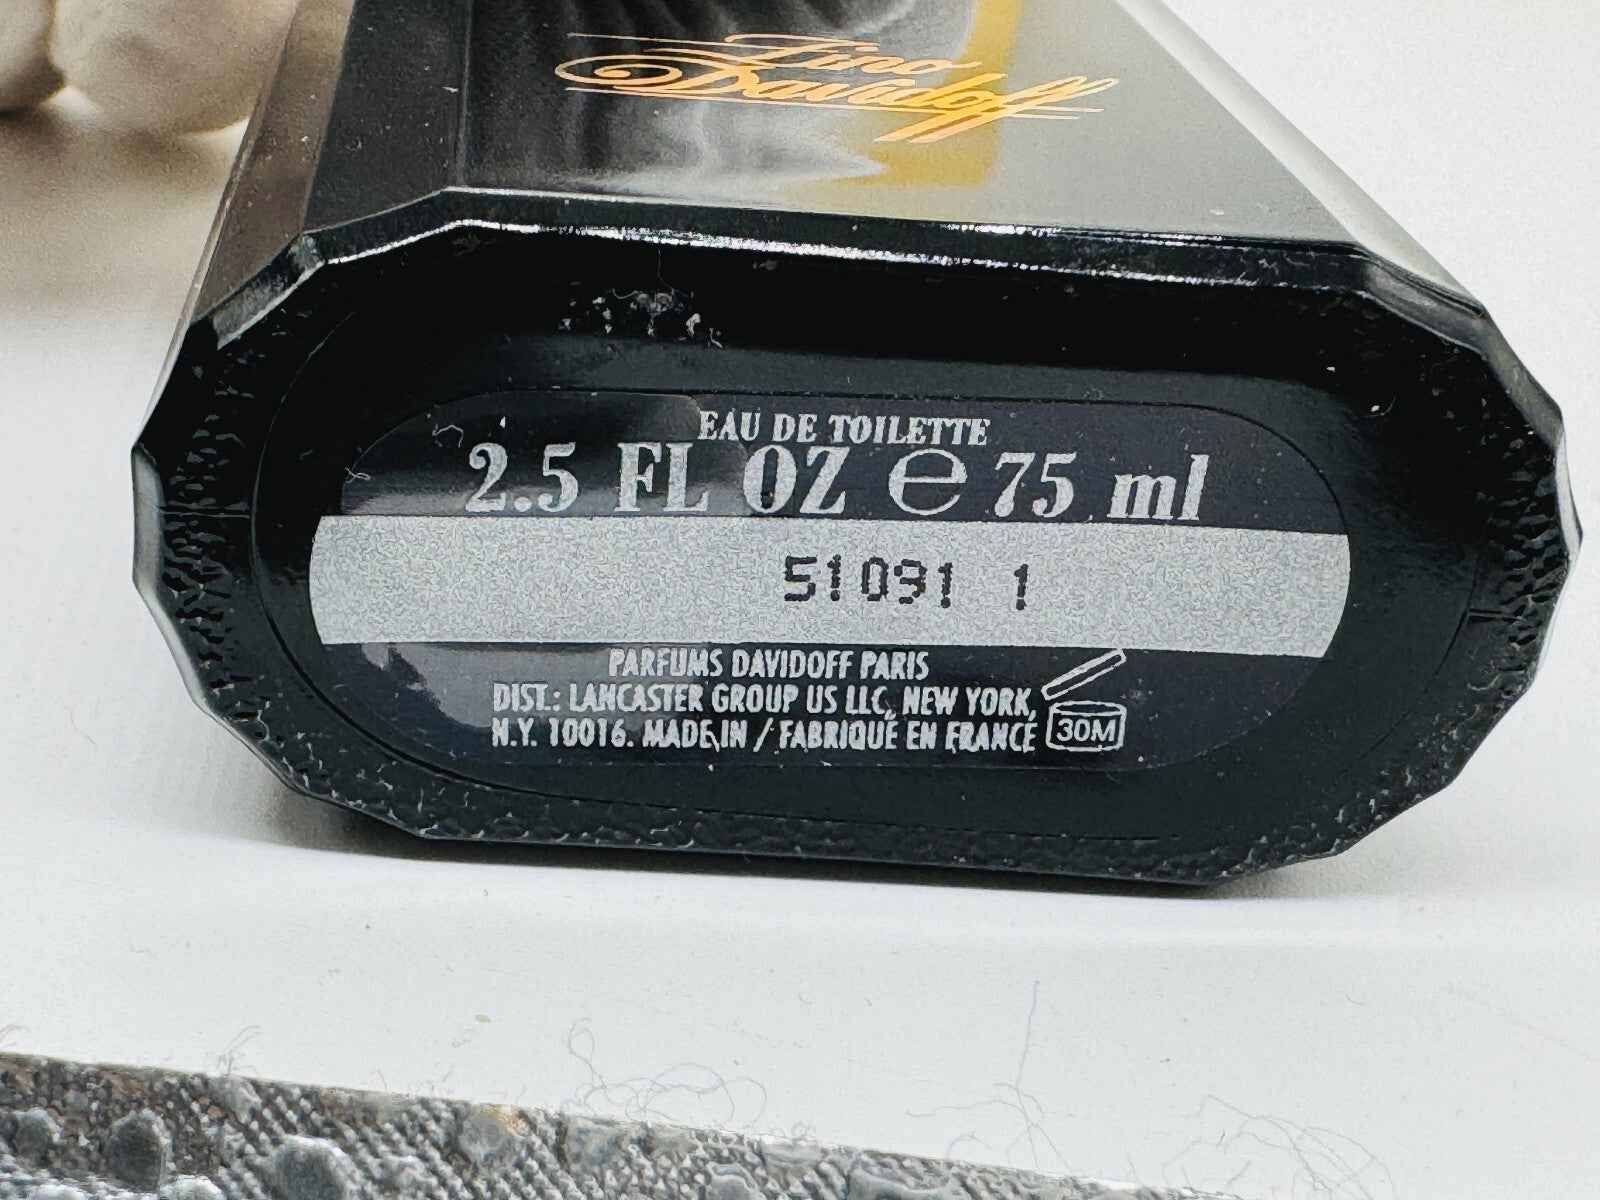 Zino
Davidoff
EAU DE TOILETTE
2.5 FL OZ ℮ 75 ml
51091 1
PARFUMS DAVIDOFF PARIS
DIST.: LANCASTER GROUP US LLC, NEW YORK,
N.Y. 10016. MADE IN / FABRIQUÉ EN FRANCE
30M